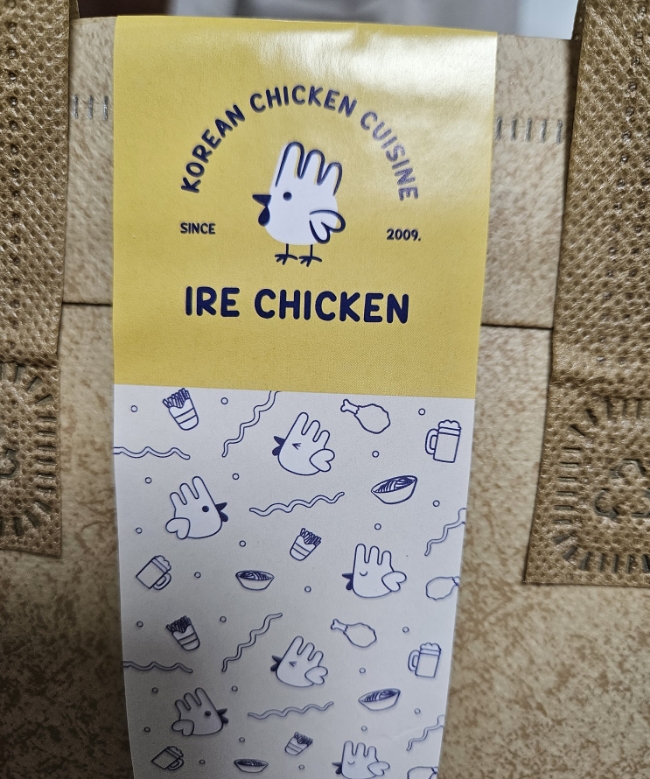 KOREAN CHICKEN CUISINE
SINCE 2009.
IRE CHICKEN